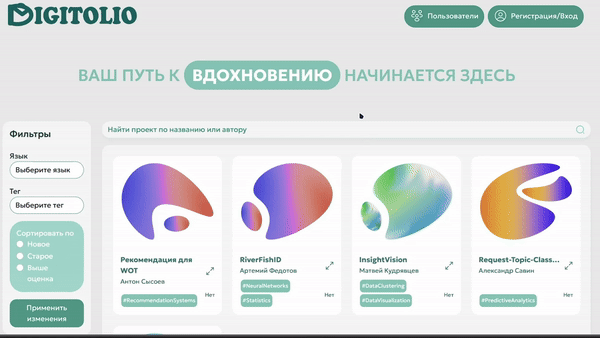 DIGITOLIO
Пользователи
Регистрация/Вход
ВАШ ПУТЬ К ВДОХНОВЕНИЮ НАЧИНАЕТСЯ ЗДЕСЬ
Фильтры
Язык
Выберите язык
Тег
Выберите тег
Сортировать по
Новое
Старое
Выше
оценка
Применить
изменения
Найти проект по названию или автору
Рекомендация для
WOT
Антон Сысоев
#RecommendationSystems
Нет
RiverFishID
Артемий Федотов
#NeuralNetworks
#Statistics
Нет
InsightVision
Матвей Кудрявцев
#DataClustering
#DataVisualization
Нет
Request-Topic-Class...
Александр Савин
#PredictiveAnalytics
Нет